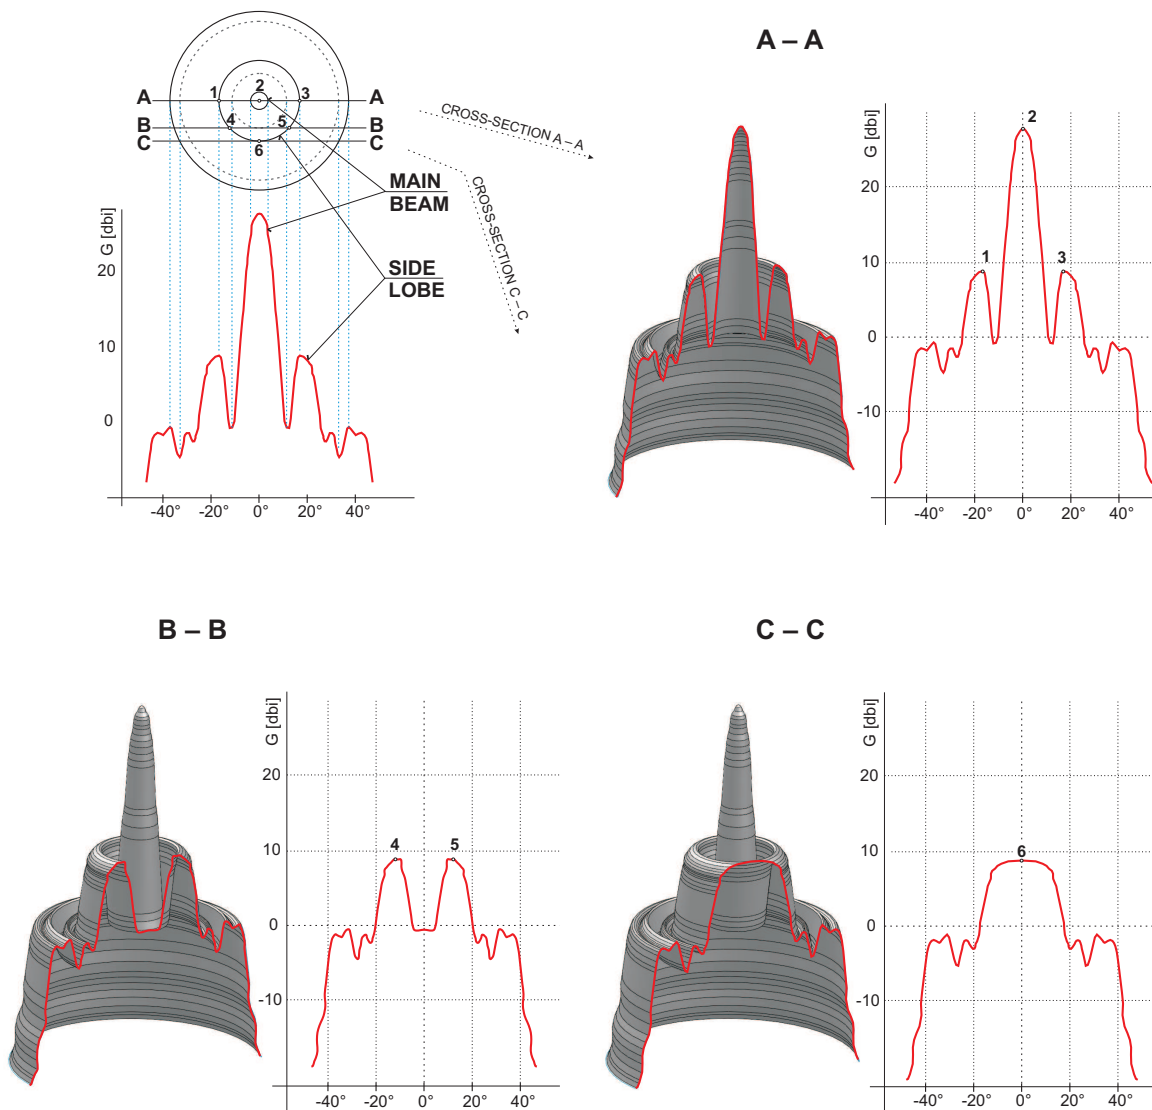 A – A
1
2
3
A
A
B
4
5
B
C
6
C
CROSS-SECTION A – A
CROSS-SECTION C – C
MAIN
BEAM
SIDE
LOBE
G [dbi]
20
10
0
-40°
-20°
0°
20°
40°
G [dbi]
2
20
1
3
10
0
-10
-40°
-20°
0°
20°
40°
B – B
C – C
G [dbi]
20
10
4
5
0
-10
-40°
-20°
0°
20°
40°
G [dbi]
20
10
6
0
-10
-40°
-20°
0°
20°
40°